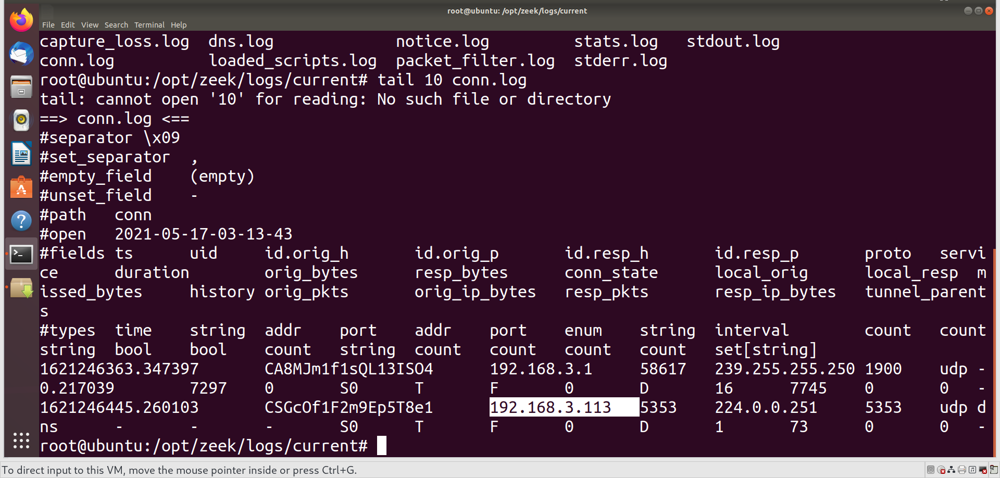 root@ubuntu: /opt/zeek/logs/current
File Edit View Search Terminal Help
capture_loss.log dns.log notice.log stats.log stdout.log
conn.log loaded_scripts.log packet_filter.log stderr.log
root@ubuntu:/opt/zeek/logs/current# tail 10 conn.log
tail: cannot open '10' for reading: No such file or directory
==> conn.log <==
#separator \x09
#set_separator ,
#empty_field (empty)
#unset_field -
#path conn
#open 2021-05-17-03-13-43
#fields ts uid id.orig_h id.orig_p id.resp_h id.resp_p proto servi
ce duration orig_bytes resp_bytes conn_state local_orig local_resp m
issed_bytes history orig_pkts orig_ip_bytes resp_pkts resp_ip_bytes tunnel_parent
s
#types time string addr port addr port enum string interval count count
string bool bool count string count count count count set[string]
1621246363.347397 CA8MJm1f1sQL13ISO4 192.168.3.1 58617 239.255.255.250 1900 udp -
0.217039 7297 0 S0 T F 0 D 16 7745 0 0 -
1621246445.260103 CSGcOf1F2m9Ep5T8e1 192.168.3.113 5353 224.0.0.251 5353 udp d
ns - - - S0 T F 0 D 1 73 0 0 -
root@ubuntu:/opt/zeek/logs/current#
To direct input to this VM, move the mouse pointer inside or press Ctrl+G.